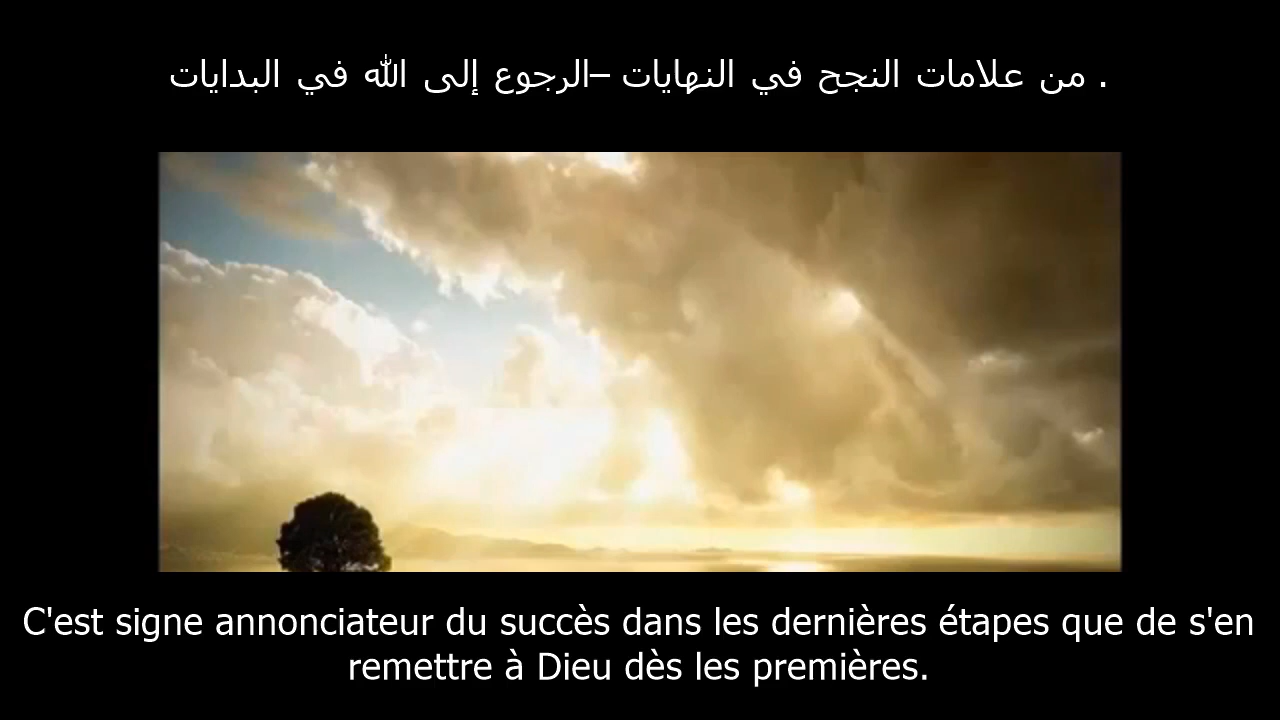 من علامات النجح في النهايات –الرجوع إلى الله في البدايات .
C'est signe annonciateur du succès dans les dernières étapes que de s'en
remettre à Dieu dès les premières.